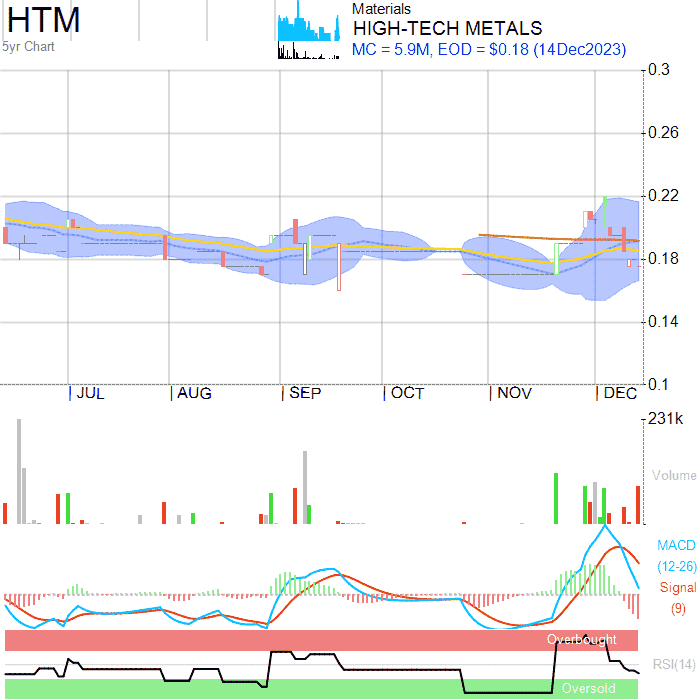 HTM
5yr Chart
Materials
HIGH-TECH METALS
MC = 5.9M, EOD = $0.18 (14Dec2023)
0.3
0.26
0.22
0.18
0.14
0.1
JUL AUG SEP OCT NOV DEC
231k
Volume
MACD
(12-26)
Signal
(9)
Overbought
RSI(14)
Oversold